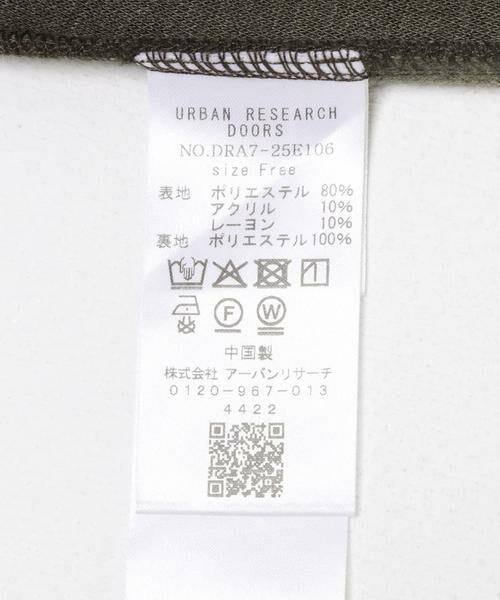 URBAN RESEARCH
DOORS
NO.DRA7-25E106
size Free
表地 ポリエステル 80%
アクリル 10%
レーヨン 10%
裏地 ポリエステル100%
F W
中国製
株式会社 アーバンリサーチ
0120-967-013
4422